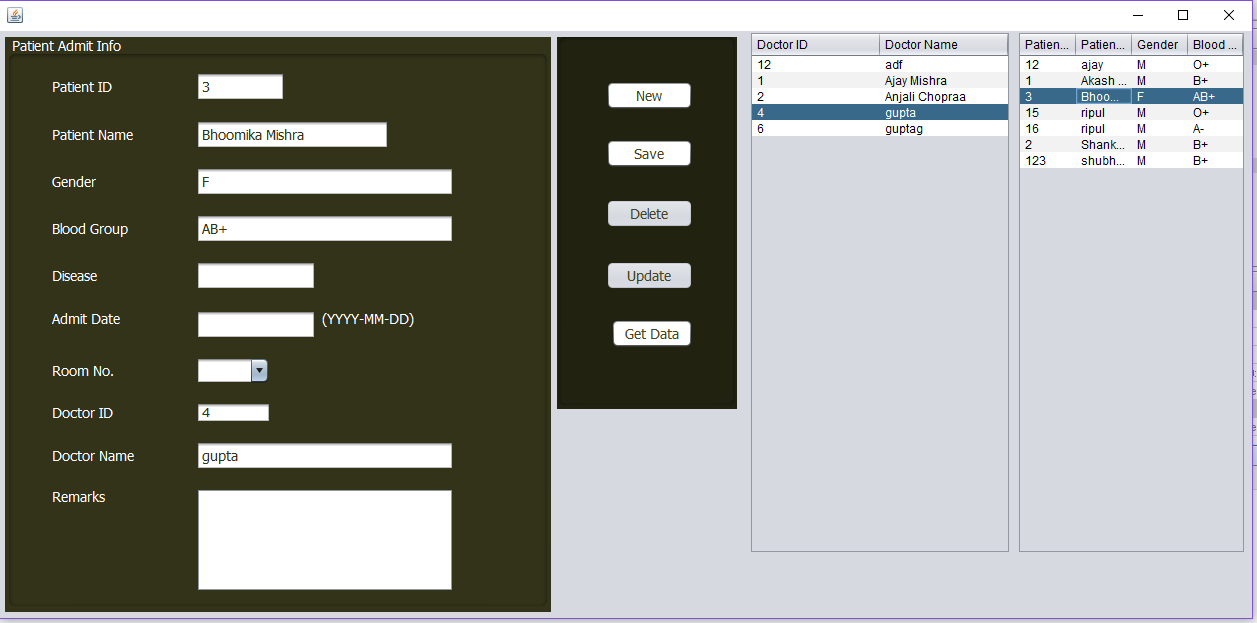 Patient Admit Info
Patient ID 3
Patient Name Bhoomika Mishra
Gender F
Blood Group AB+
Disease
Admit Date (YYYY-MM-DD)
Room No.
Doctor ID 4
Doctor Name gupta
Remarks
New
Save
Delete
Update
Get Data
Doctor ID Doctor Name
12 adf
1 Ajay Mishra
2 Anjali Chopraa
4 gupta
6 guptag
Patien... Patien... Gender Blood ...
12 ajay M O+
1 Akash ... M B+
3 Bhoo... F AB+
15 ripul M O+
16 ripul M A-
2 Shank... M B+
123 shubh... M B+